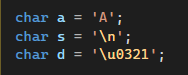 char a = 'A';
char s = '\n';
char d = '\u0321';